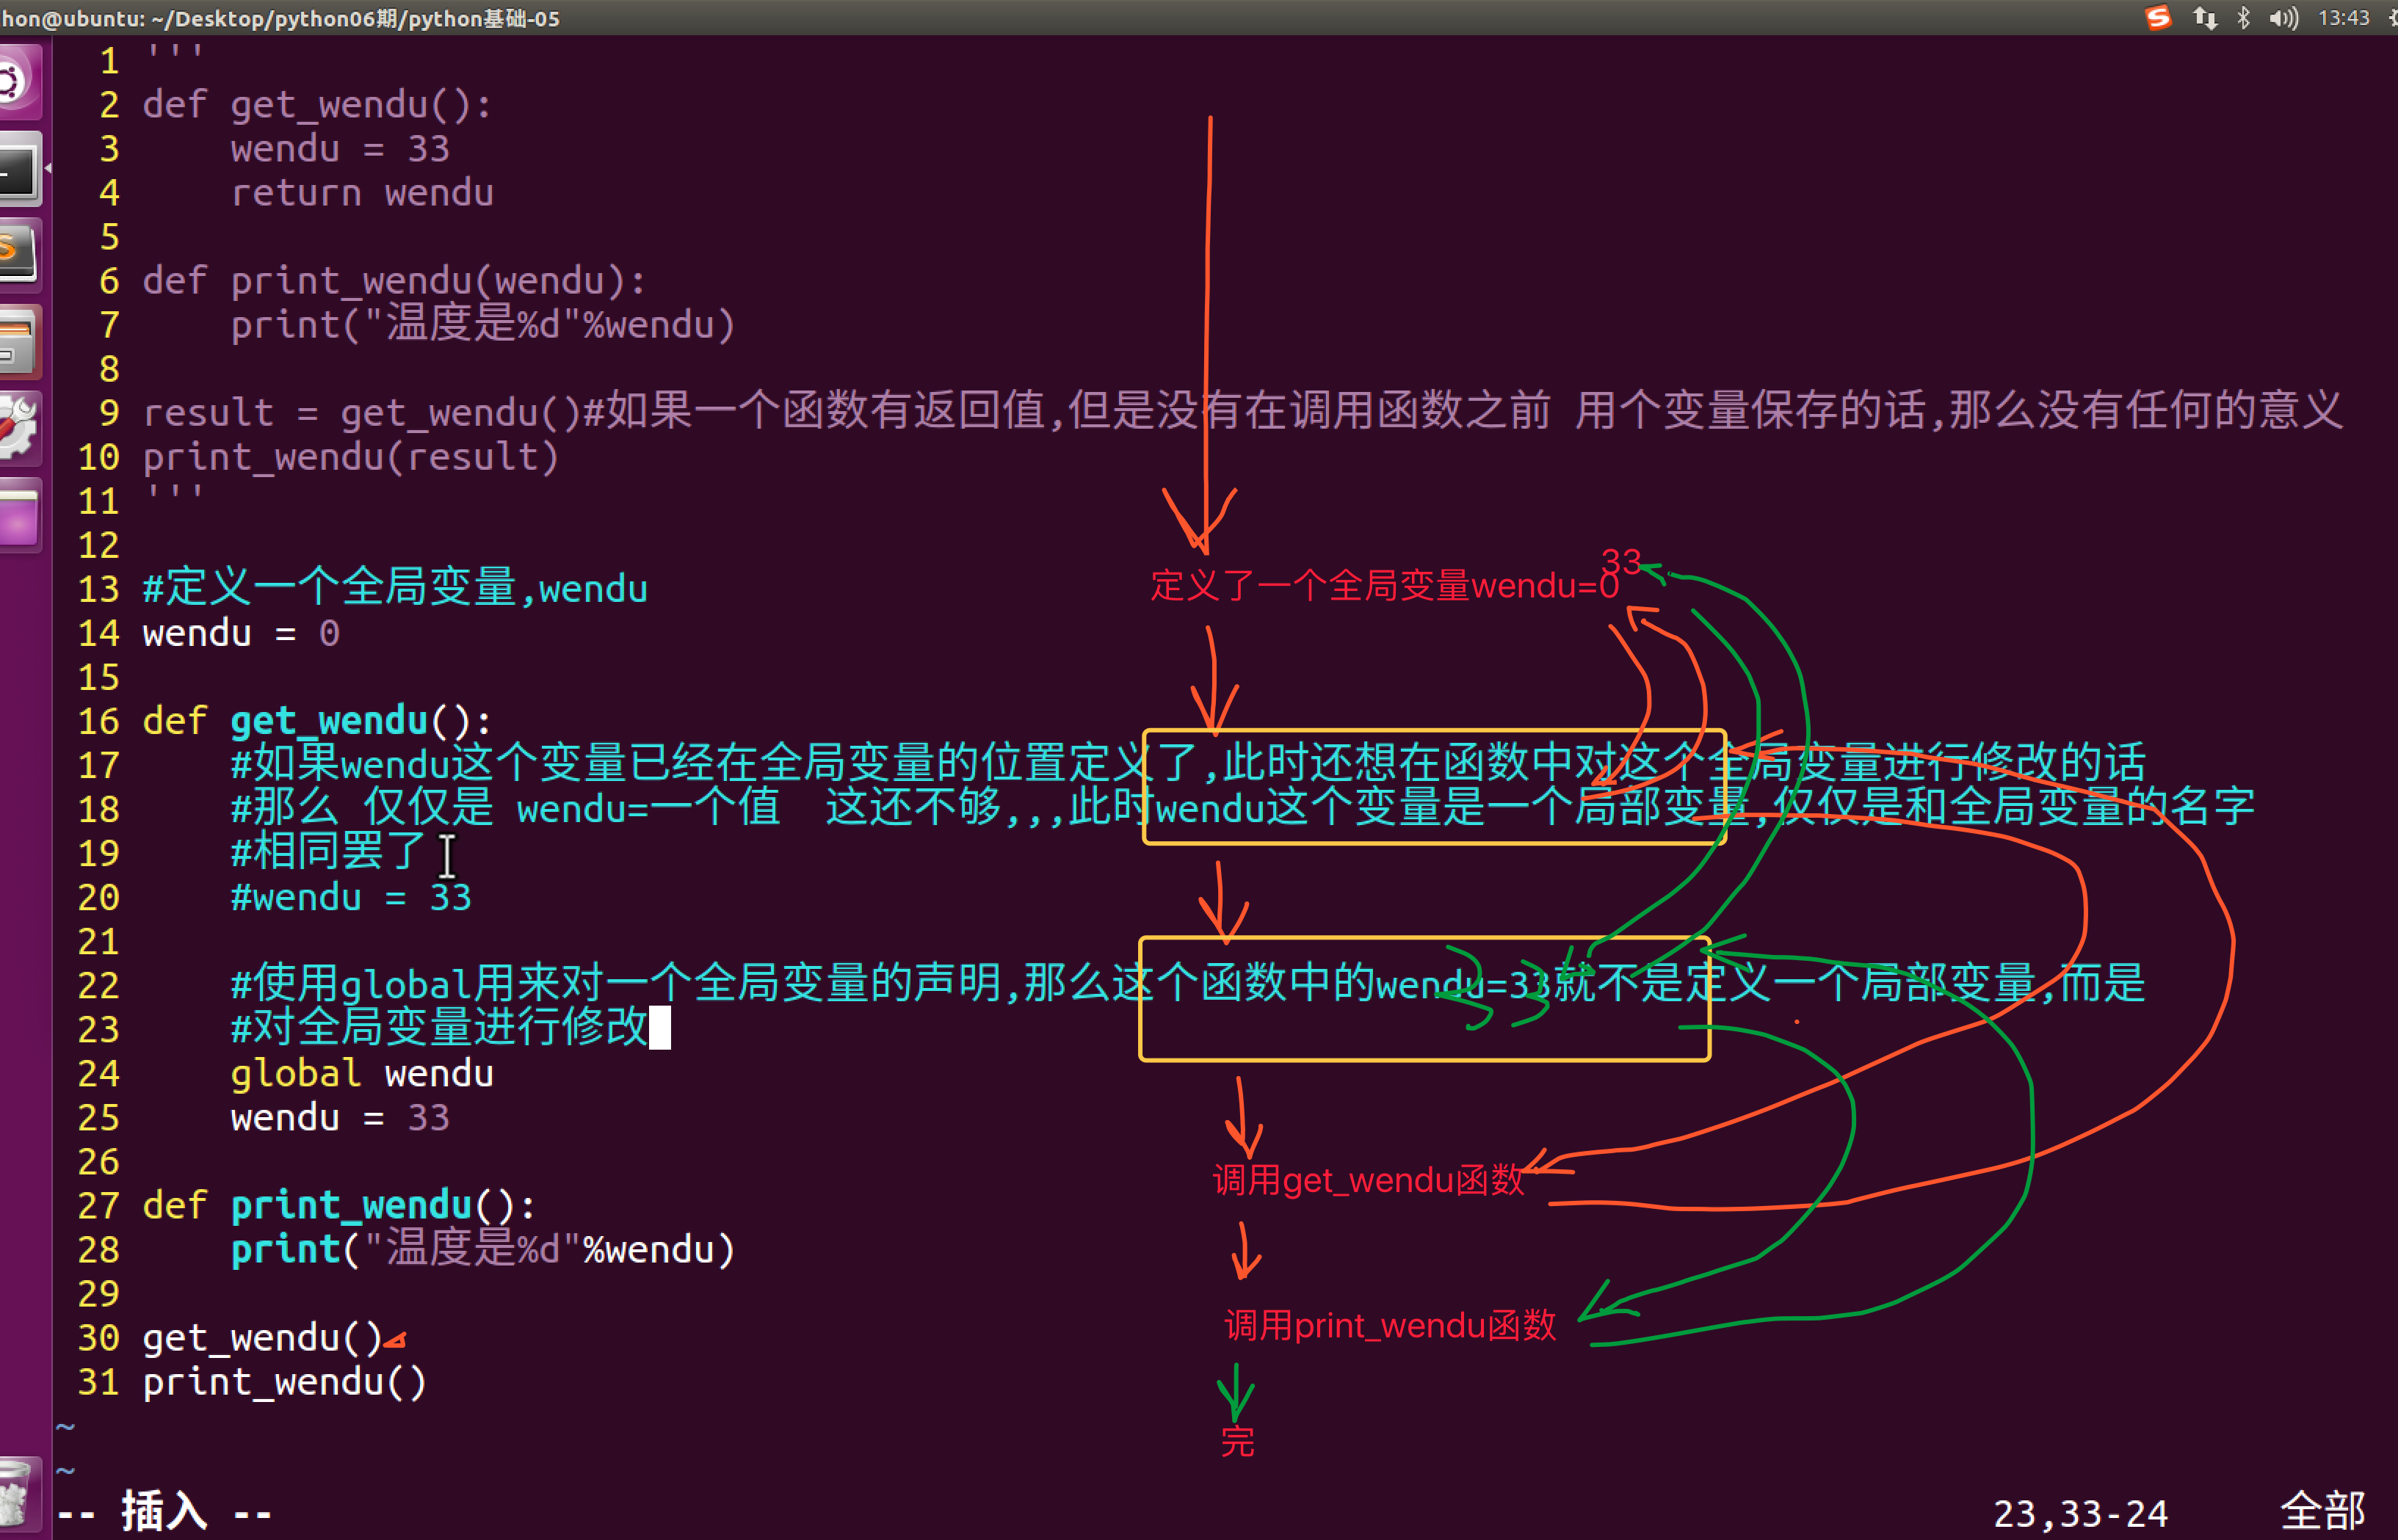 hon@ubuntu: ~/Desktop/python06期/python基础-05
13:43
1 '''
2 def get_wendu():
3     wendu = 33
4     return wendu
5
6 def print_wendu(wendu):
7     print("温度是%d"%wendu)
8
9 result = get_wendu()#如果一个函数有返回值,但是没有在调用函数之前 用个变量保存的话,那么没有任何的意义
10 print_wendu(result)
11 '''
12
13 #定义一个全局变量,wendu
14 wendu = 0
15
16 def get_wendu():
17     #如果wendu这个变量已经在全局变量的位置定义了,此时还想在函数中对这个全局变量进行修改的话
18     #那么 仅仅是 wendu=一个值  这还不够,,,此时wendu这个变量是一个局部变量,仅仅是和全局变量的名字
19     #相同罢了
20     #wendu = 33
21
22     #使用global用来对一个全局变量的声明,那么这个函数中的wendu=33就不是定义一个局部变量,而是
23     #对全局变量进行修改
24     global wendu
25     wendu = 33
26
27 def print_wendu():
28     print("温度是%d"%wendu)
29
30 get_wendu()
31 print_wendu()
~
~
-- 插入 --
23,33-24
全部
33
定义了一个全局变量wendu=0
33
调用get_wendu函数
调用print_wendu函数
完